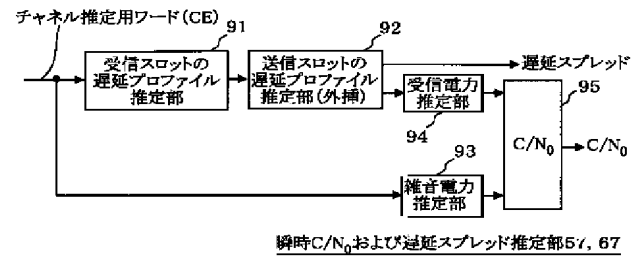 チャネル推定用ワード(CE)
91
受信スロットの
遅延プロファイル
推定部
92
送信スロットの
遅延プロファイル
推定部(外挿)
遅延スプレッド
受信電力
推定部
94
95
C/N0
C/N0
93
雑音電力
推定部
瞬時C/N0および遅延スプレッド推定部57, 67